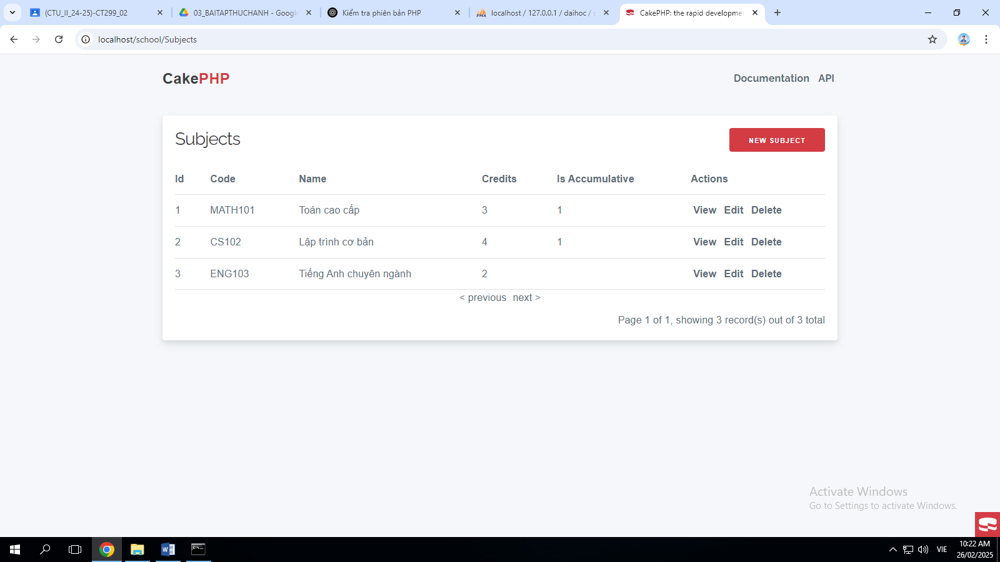 (CTU_II_24-25)-CT299_02
03_BAITAPTHUCHANH - Google
Kiểm tra phiên bản PHP
localhost / 127.0.0.1 / daihoc / s
CakePHP: the rapid developmen
localhost/school/Subjects
CakePHP
Documentation API
Subjects
NEW SUBJECT
Id Code Name Credits Is Accumulative Actions
1 MATH101 Toán cao cấp 3 1 View Edit Delete
2 CS102 Lập trình cơ bản 4 1 View Edit Delete
3 ENG103 Tiếng Anh chuyên ngành 2 View Edit Delete
< previous next >
Page 1 of 1, showing 3 record(s) out of 3 total
Activate Windows
Go to Settings to activate Windows.
VIE
10:22 AM
26/02/2025